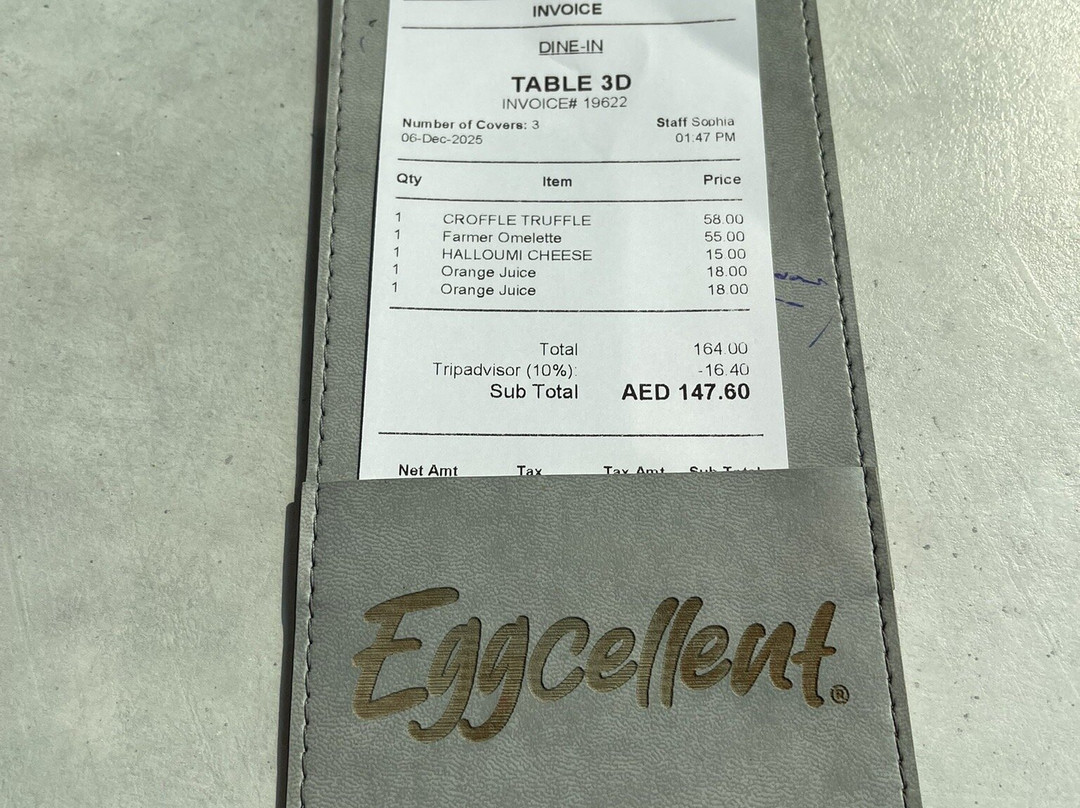 INVOICE
DINE-IN
TABLE 3D
INVOICE# 19622
Number of Covers: 3 Staff Sophia
06-Dec-2025 01:47 PM
Qty Item Price
1 CROFFLE TRUFFLE 58.00
1 Farmer Omelette 55.00
1 HALLOUMI CHEESE 15.00
1 Orange Juice 18.00
1 Orange Juice 18.00
Total 164.00
Tripadvisor (10%): -16.40
Sub Total AED 147.60
Net Amt Tax Tax Amt Sub Total
Eggcellent®